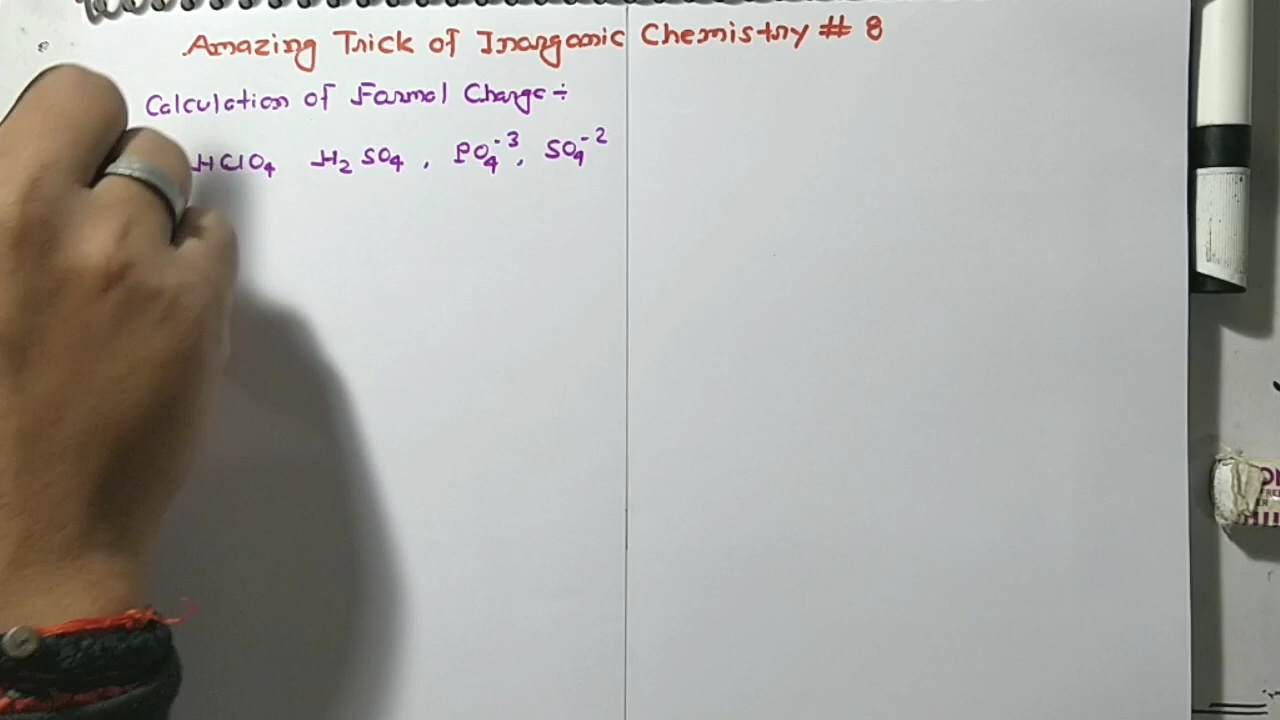 Amazing Trick of Inorganic Chemistry # 8
Calculation of Formal Charge ÷
HClO₄ H₂SO₄, PO₄⁻³, SO₄⁻²